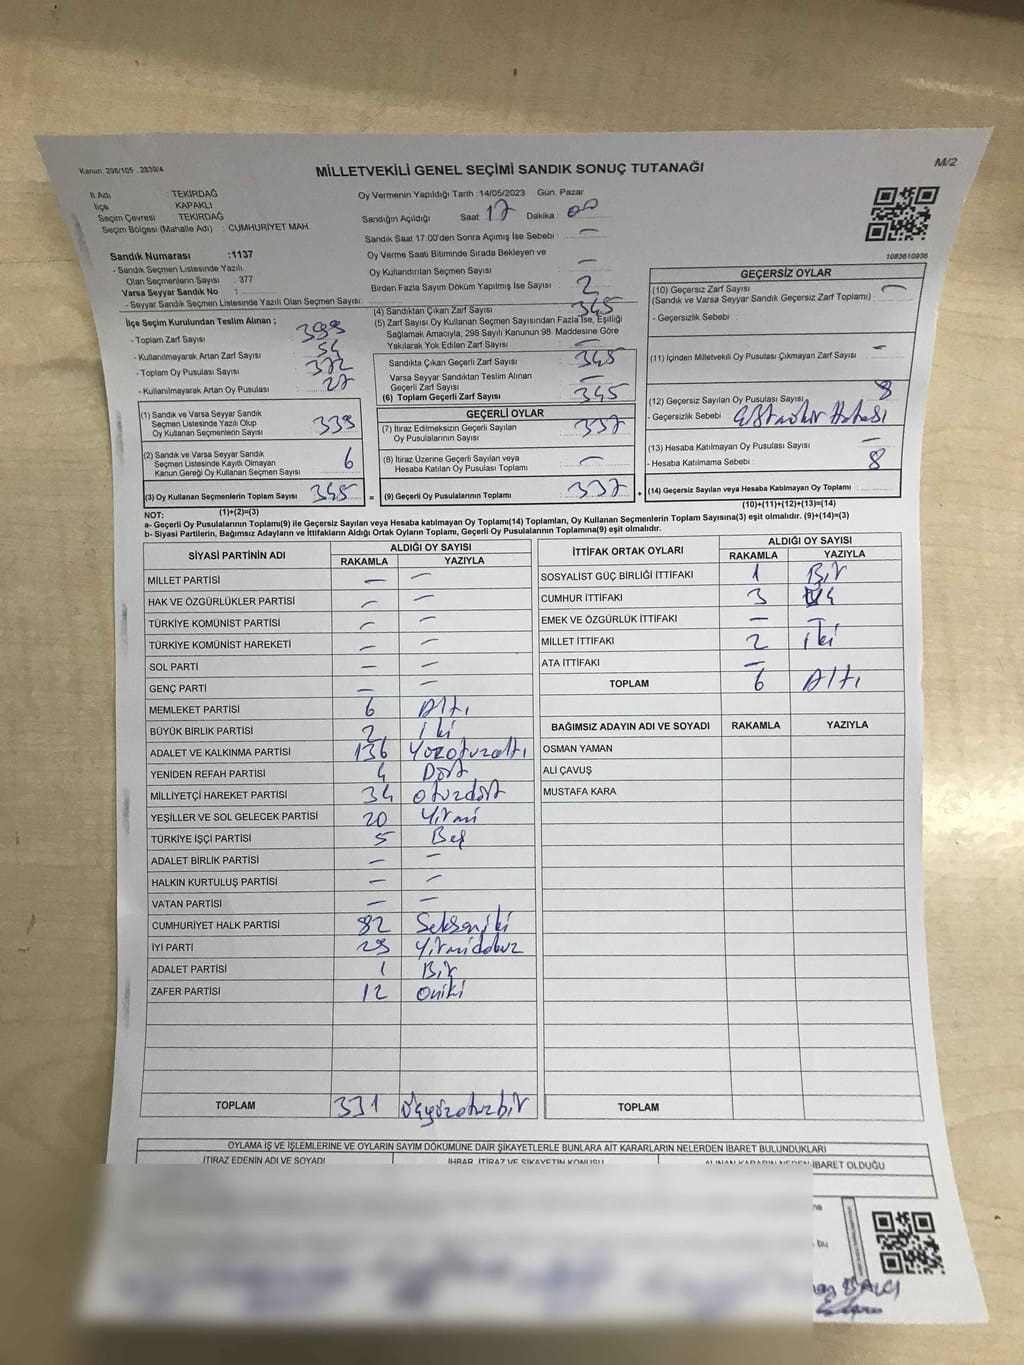 Kanun: 298/105 . 2839/4
MİLLETVEKİLİ GENEL SEÇİMİ SANDIK SONUÇ TUTANAĞI
M/2
İl Adı : TEKİRDAĞ
İlçe : KAPAKLI
Seçim Çevresi : TEKİRDAĞ
Seçim Bölgesi (Mahalle Adı) : CUMHURİYET MAH.
Oy Vermenin Yapıldığı Tarih :14/05/2023 Gün. Pazar
Sandığın Açıldığı Saat: 17 Dakika : 00
Sandık Saat 17.00'den Sonra Açımış İse Sebebi : —
Oy Verme Saati Bitiminde Sırada Bekleyen ve
Oy Kullandırılan Seçmen Sayısı : —
Birden Fazla Sayım Döküm Yapılmış İse Sayısı : 2
1083610936
Sandık Numarası :1137
- Sandık Seçmen Listesinde Yazılı
Olan Seçmenlerin Sayısı : 377
Varsa Seyyar Sandık No :
- Seyyar Sandık Seçmen Listesinde Yazılı Olan Seçmen Sayısı:
İlçe Seçim Kurulundan Teslim Alınan ;
- Toplam Zarf Sayısı : 399
- Kullanılmayarak Artan Zarf Sayısı : 54
- Toplam Oy Pusulası Sayısı : 372
- Kullanılmayarak Artan Oy Pusulası : 27
(1) Sandık ve Varsa Seyyar Sandık
Seçmen Listesinde Yazılı Olup
Oy Kullanan Seçmenlerin Sayısı : 339
(2) Sandık ve Varsa Seyyar Sandık
Seçmen Listesinde Kayıtlı Olmayan
Kanun Gereği Oy Kullanan Seçmen Sayısı : 6
(3) Oy Kullanan Seçmenlerin Toplam Sayısı : 345
(1)+(2)=(3)
(4) Sandıktan Çıkan Zarf Sayısı : 345
(5) Zarf Sayısı Oy Kullanan Seçmen Sayısından Fazla İse, Eşitliği
Sağlamak Amacıyla, 298 Sayılı Kanunun 98. Maddesine Göre
Yakılarak Yok Edilen Zarf Sayısı : —
Sandıkta Çıkan Geçerli Zarf Sayısı : 345
Varsa Seyyar Sandıktan Teslim Alınan
Geçerli Zarf Sayısı : —
(6) Toplam Geçerli Zarf Sayısı : 345
GEÇERLİ OYLAR
(7) İtiraz Edilmeksizin Geçerli Sayılan
Oy Pusulalarının Sayısı : 337
(8) İtiraz Üzerine Geçerli Sayılan veya
Hesaba Katılan Oy Pusulası Toplamı : —
= (9) Geçerli Oy Pusulalarının Toplamı : 337 +
GEÇERSİZ OYLAR
(10) Geçersiz Zarf Sayısı
(Sandık ve Varsa Seyyar Sandık Geçersiz Zarf Toplamı) : —
- Geçersizlik Sebebi :
(11) İçinden Milletvekili Oy Pusulası Çıkmayan Zarf Sayısı : —
(12) Geçersiz Sayılan Oy Pusulası Sayısı : 8
- Geçersizlik Sebebi : Hatası
(13) Hesaba Katılmayan Oy Pusulası Sayısı : —
- Hesaba Katılmama Sebebi : 8
(14) Geçersiz Sayılan veya Hesaba Katılmayan Oy Toplamı :
(10)+(11)+(12)+(13)=(14)
NOT:
a- Geçerli Oy Pusulalarının Toplamı(9) ile Geçersiz Sayılan veya Hesaba katılmayan Oy Toplamı(14) Toplamları, Oy Kullanan Seçmenlerin Toplam Sayısına(3) eşit olmalıdır. (9)+(14)=(3)
b- Siyasi Partilerin, Bağımsız Adayların ve İttifakların Aldığı Ortak Oyların Toplamı, Geçerli Oy Pusulalarının Toplamına(9) eşit olmalıdır.
SİYASİ PARTİNİN ADI ALDIĞI OY SAYISI
RAKAMLA YAZIYLA
MİLLET PARTİSİ — —
HAK VE ÖZGÜRLÜKLER PARTİSİ — —
TÜRKİYE KOMÜNİST PARTİSİ — —
TÜRKİYE KOMÜNİST HAREKETİ — —
SOL PARTİ — —
GENÇ PARTİ — —
MEMLEKET PARTİSİ 6 Altı
BÜYÜK BİRLİK PARTİSİ 2 iki
ADALET VE KALKINMA PARTİSİ 136 Yüzotuzaltı
YENİDEN REFAH PARTİSİ 4 Dört
MİLLİYETÇİ HAREKET PARTİSİ 34 otuzdört
YEŞİLLER VE SOL GELECEK PARTİSİ 20 Yirmi
TÜRKİYE İŞÇİ PARTİSİ 5 Beş
ADALET BİRLİK PARTİSİ — —
HALKIN KURTULUŞ PARTİSİ — —
VATAN PARTİSİ — —
CUMHURİYET HALK PARTİSİ 82 Seksen iki
İYİ PARTİ 29 Yirmidokuz
ADALET PARTİSİ 1 Bir
ZAFER PARTİSİ 12 Oniki
TOPLAM 331 üçyüzotuzbir
İTTİFAK ORTAK OYLARI ALDIĞI OY SAYISI
RAKAMLA YAZIYLA
SOSYALİST GÜÇ BİRLİĞİ İTTİFAKI 1 Bir
CUMHUR İTTİFAKI 3 Üç
EMEK VE ÖZGÜRLÜK İTTİFAKI — —
MİLLET İTTİFAKI 2 iki
ATA İTTİFAKI —
TOPLAM 6 Altı
BAĞIMSIZ ADAYIN ADI VE SOYADI RAKAMLA YAZIYLA
OSMAN YAMAN
ALİ ÇAVUŞ
MUSTAFA KARA
TOPLAM
OYLAMA İŞ VE İŞLEMLERİNE VE OYLARIN SAYIM DÖKÜMÜNE DAİR ŞİKAYETLERLE BUNLARA AİT KARARLARIN NELERDEN İBARET BULUNDUKLARI
İTİRAZ EDENİN ADI VE SOYADI İHBAR, İTİRAZ VE ŞİKAYETİN KONUSU ALINAN KARARIN NEDEN İBARET OLDUĞU
ne
bu